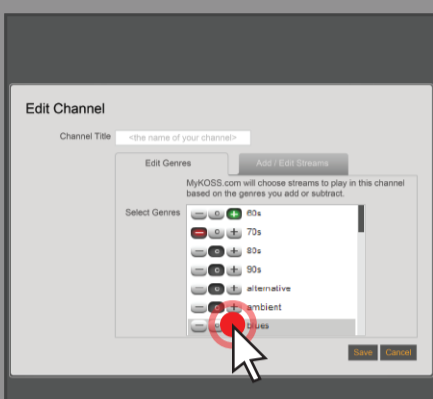 Edit Channel
Channel Title <the name of your channel>
Edit Genres Add / Edit Streams
MyKOSS.com will choose streams to play in this channel
based on the genres you add or subtract.
Select Genres — o + 60s
— o + 70s
— o + 80s
— o + 90s
— o + alternative
— o + ambient
— o blues
Save Cancel